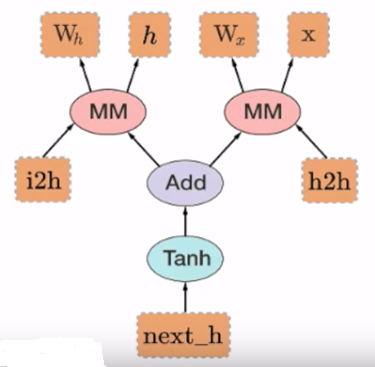 Wₕ h Wₓ x
MM MM
i2h Add h2h
Tanh
next_h